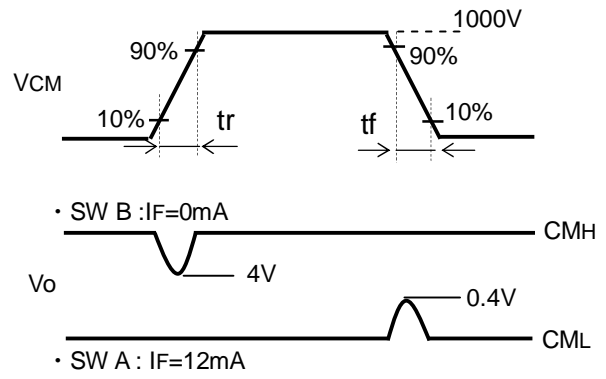 1000V
90%
90%
VCM
10%
10%
tr
tf
・SW B :IF=0mA
CMH
4V
Vo
0.4V
CML
・SW A : IF=12mA